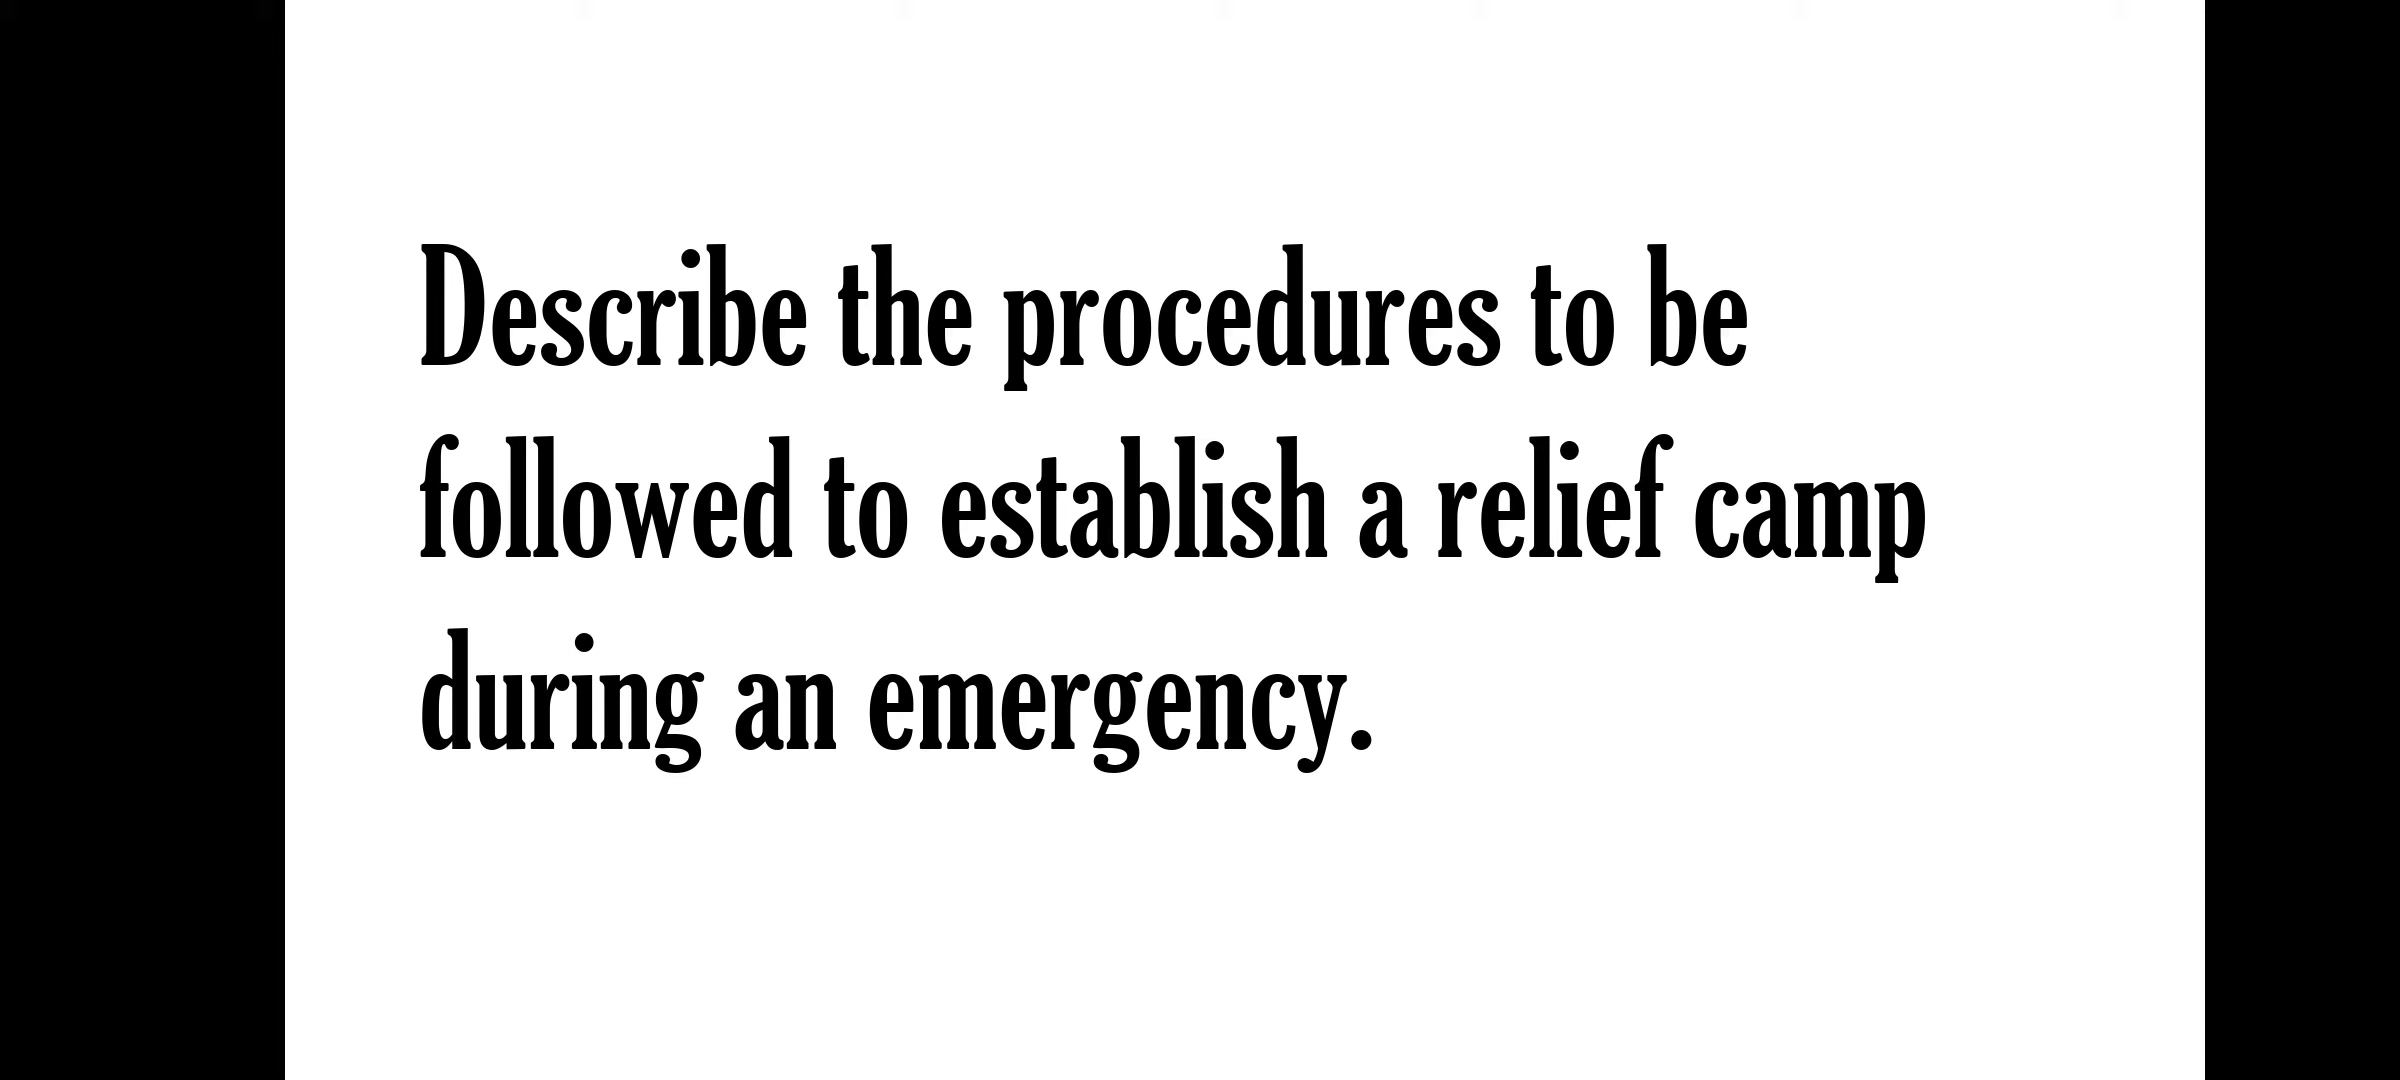 Describe the procedures to be
followed to establish a relief camp
during an emergency.